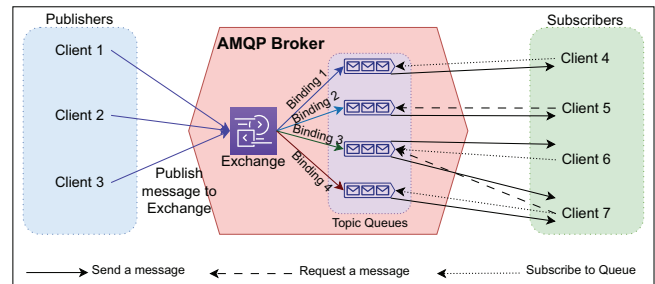 Publishers
Subscribers
AMQP Broker
Client 1
Client 2
Client 3
Exchange
Publish
message to
Exchange
Binding 1
Binding 2
Binding 3
Binding 4
Topic Queues
Client 4
Client 5
Client 6
Client 7
Send a message
Request a message
Subscribe to Queue